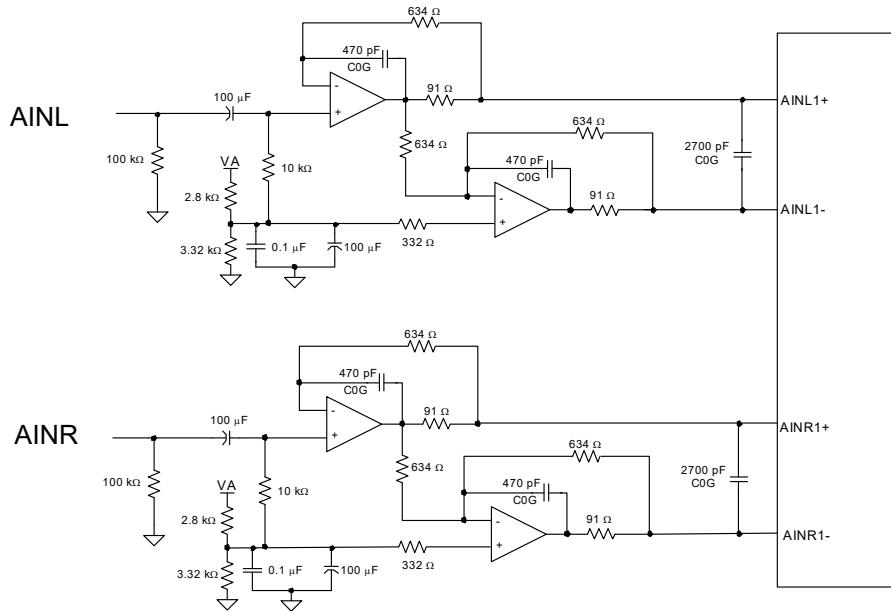 634 Ω
470 pF
C0G
91 Ω
AINL1+
100 µF
AINL
634 Ω
634 Ω
2700 pF
C0G
470 pF
C0G
100 kΩ
VA
10 kΩ
2.8 kΩ
91 Ω
AINL1-
3.32 kΩ
0.1 µF
100 µF
332 Ω
634 Ω
470 pF
C0G
91 Ω
AINR1+
100 µF
AINR
634 Ω
634 Ω
2700 pF
C0G
470 pF
C0G
100 kΩ
VA
10 kΩ
2.8 kΩ
91 Ω
AINR1-
3.32 kΩ
0.1 µF
100 µF
332 Ω